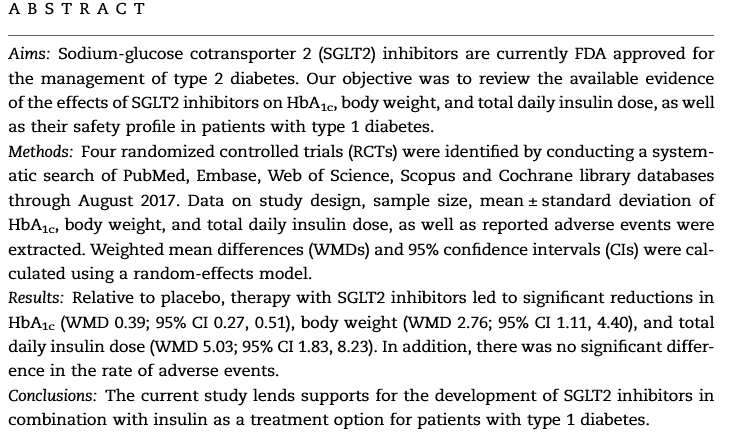 A B S T R A C T
Aims: Sodium-glucose cotransporter 2 (SGLT2) inhibitors are currently FDA approved for
the management of type 2 diabetes. Our objective was to review the available evidence
of the effects of SGLT2 inhibitors on HbA1c, body weight, and total daily insulin dose, as well
as their safety profile in patients with type 1 diabetes.
Methods: Four randomized controlled trials (RCTs) were identified by conducting a system-
atic search of PubMed, Embase, Web of Science, Scopus and Cochrane library databases
through August 2017. Data on study design, sample size, mean ± standard deviation of
HbA1c, body weight, and total daily insulin dose, as well as reported adverse events were
extracted. Weighted mean differences (WMDs) and 95% confidence intervals (CIs) were cal-
culated using a random-effects model.
Results: Relative to placebo, therapy with SGLT2 inhibitors led to significant reductions in
HbA1c (WMD 0.39; 95% CI 0.27, 0.51), body weight (WMD 2.76; 95% CI 1.11, 4.40), and total
daily insulin dose (WMD 5.03; 95% CI 1.83, 8.23). In addition, there was no significant differ-
ence in the rate of adverse events.
Conclusions: The current study lends supports for the development of SGLT2 inhibitors in
combination with insulin as a treatment option for patients with type 1 diabetes.